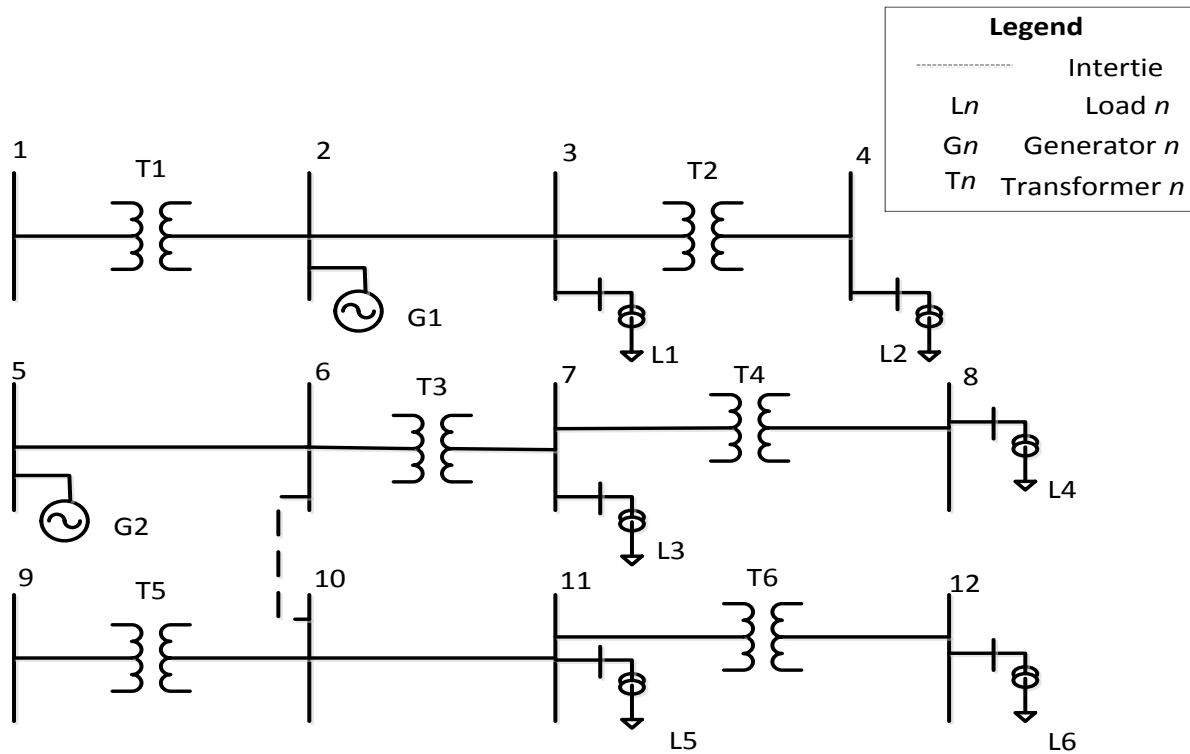 Legend
Intertie
Ln Load n
Gn Generator n
Tn Transformer n
1 T1 2 3 T2 4
G1 L1 L2
5 6 T3 7 T4 8
G2 L3 L4
9 T5 10 11 T6 12
L5 L6